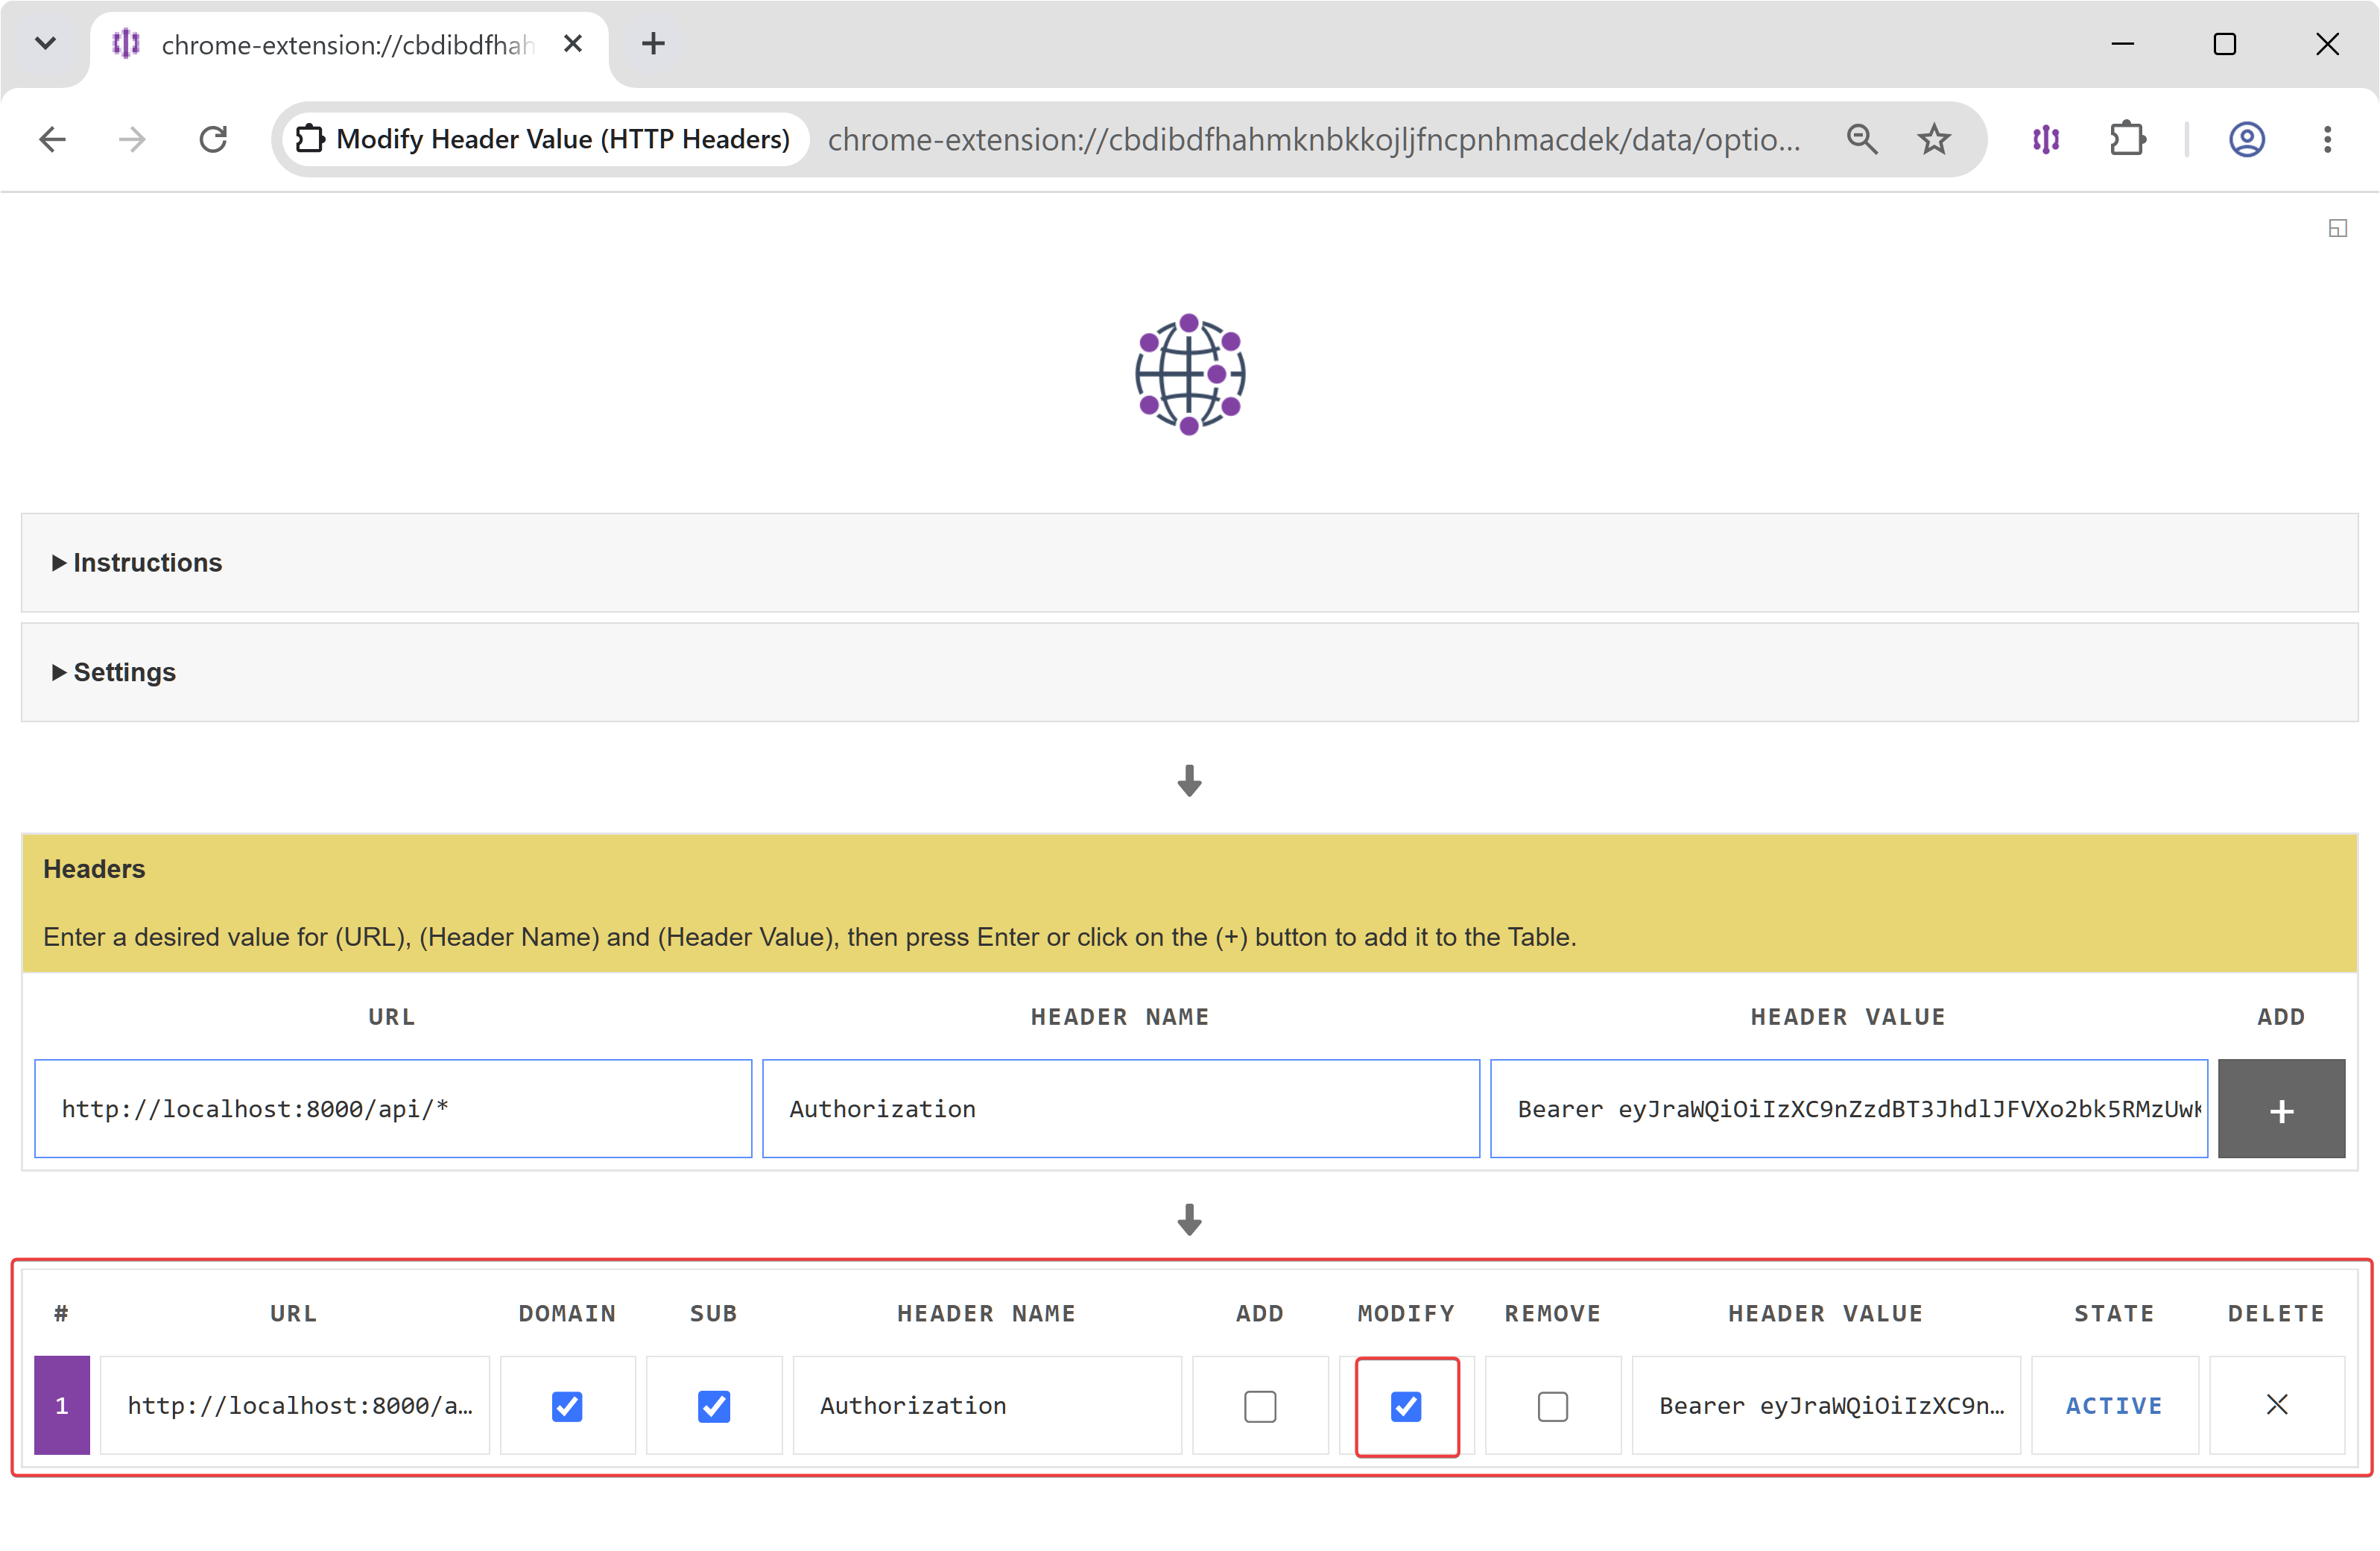 chrome-extension://cbdibdfhah
Modify Header Value (HTTP Headers) chrome-extension://cbdibdfhahmknbkkojljfncpnhmacdek/data/optio...
Instructions
Settings
Headers
Enter a desired value for (URL), (Header Name) and (Header Value), then press Enter or click on the (+) button to add it to the Table.
URL HEADER NAME HEADER VALUE ADD
http://localhost:8000/api/* Authorization Bearer eyJraWQiOiIzXC9nZzdBT3JhdlJFVXo2bk5RMzUwK +
# URL DOMAIN SUB HEADER NAME ADD MODIFY REMOVE HEADER VALUE STATE DELETE
1 http://localhost:8000/a… Authorization Bearer eyJraWQiOiIzXC9n… ACTIVE ×